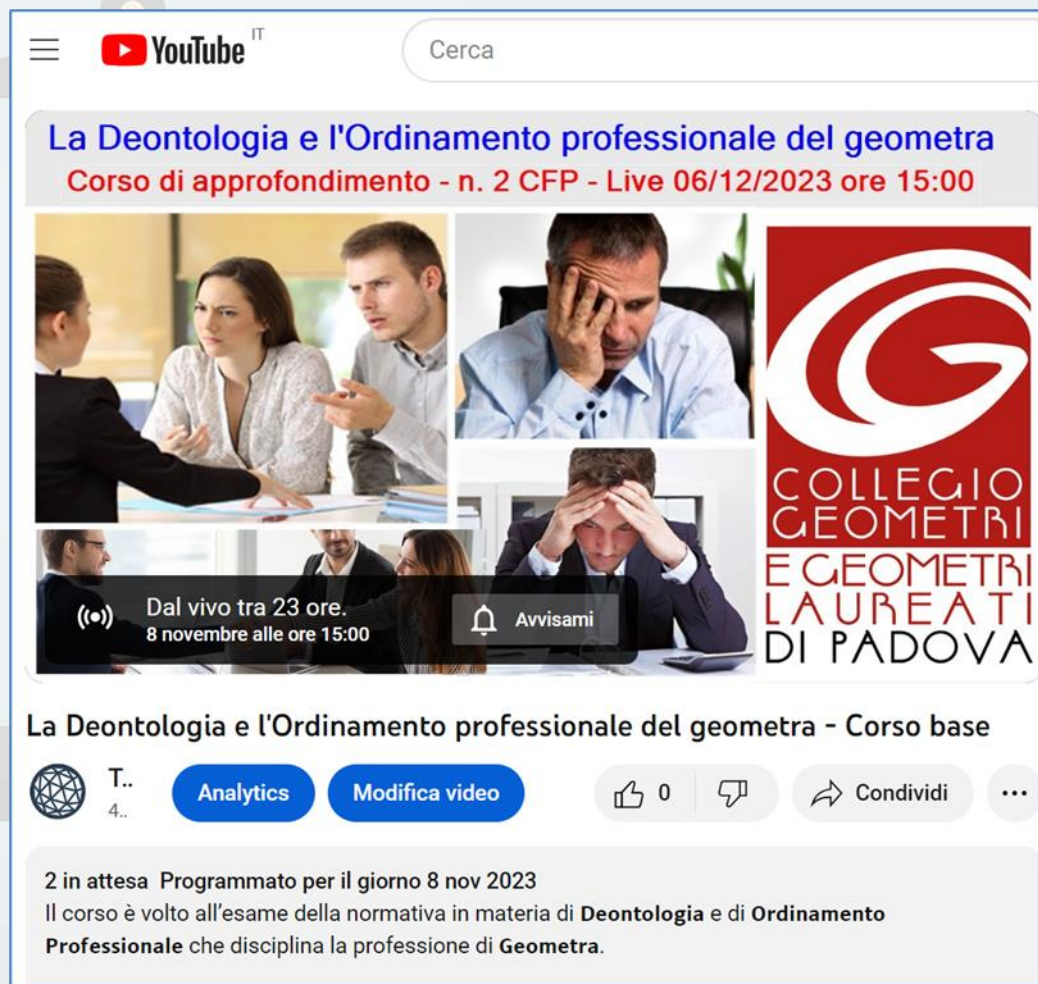 YouTube IT
Cerca
La Deontologia e l'Ordinamento professionale del geometra
Corso di approfondimento - n. 2 CFP - Live 06/12/2023 ore 15:00
COLLEGIO
GEOMETRI
E GEOMETRI
LAUREATI
DI PADOVA
Dal vivo tra 23 ore.
8 novembre alle ore 15:00
Avvisami
La Deontologia e l'Ordinamento professionale del geometra - Corso base
T..
4..
Analytics
Modifica video
0
Condividi
2 in attesa Programmato per il giorno 8 nov 2023
Il corso è volto all'esame della normativa in materia di Deontologia e di Ordinamento
Professionale che disciplina la professione di Geometra.